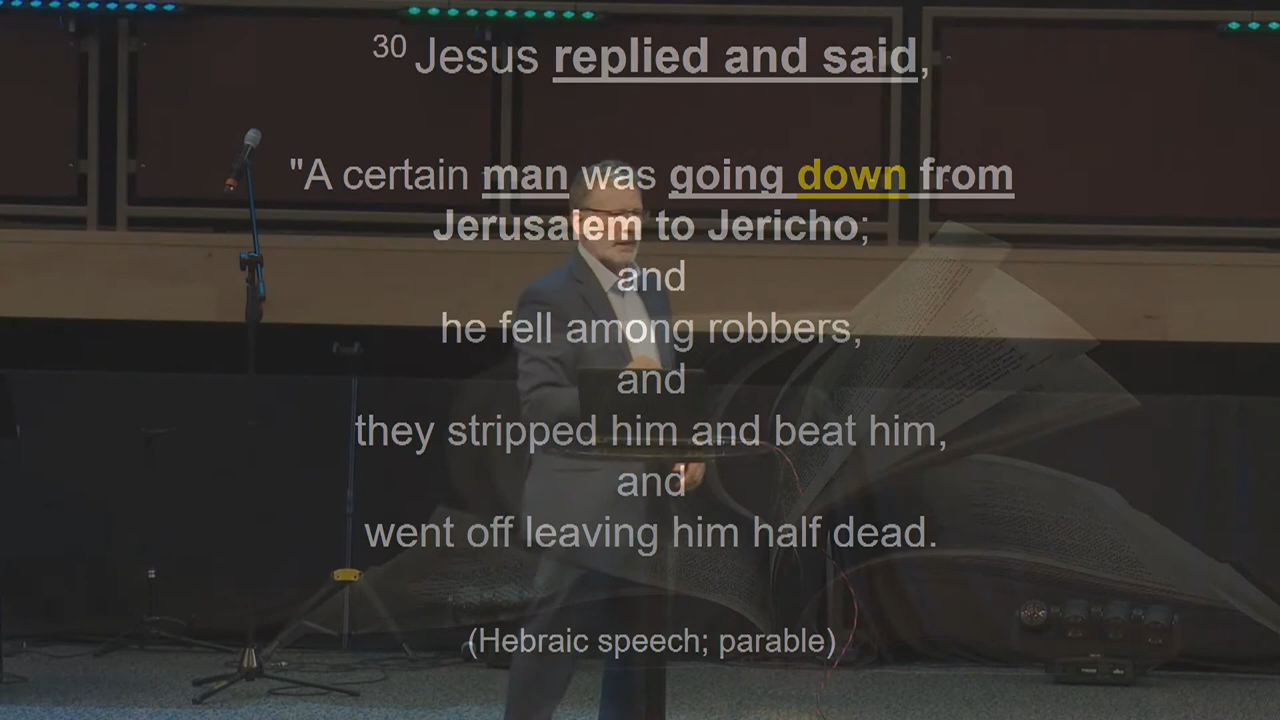 30 Jesus replied and said,
"A certain man was going down from
Jerusalem to Jericho;
and
he fell among robbers,
and
they stripped him and beat him,
and
went off leaving him half dead.
(Hebraic speech; parable)